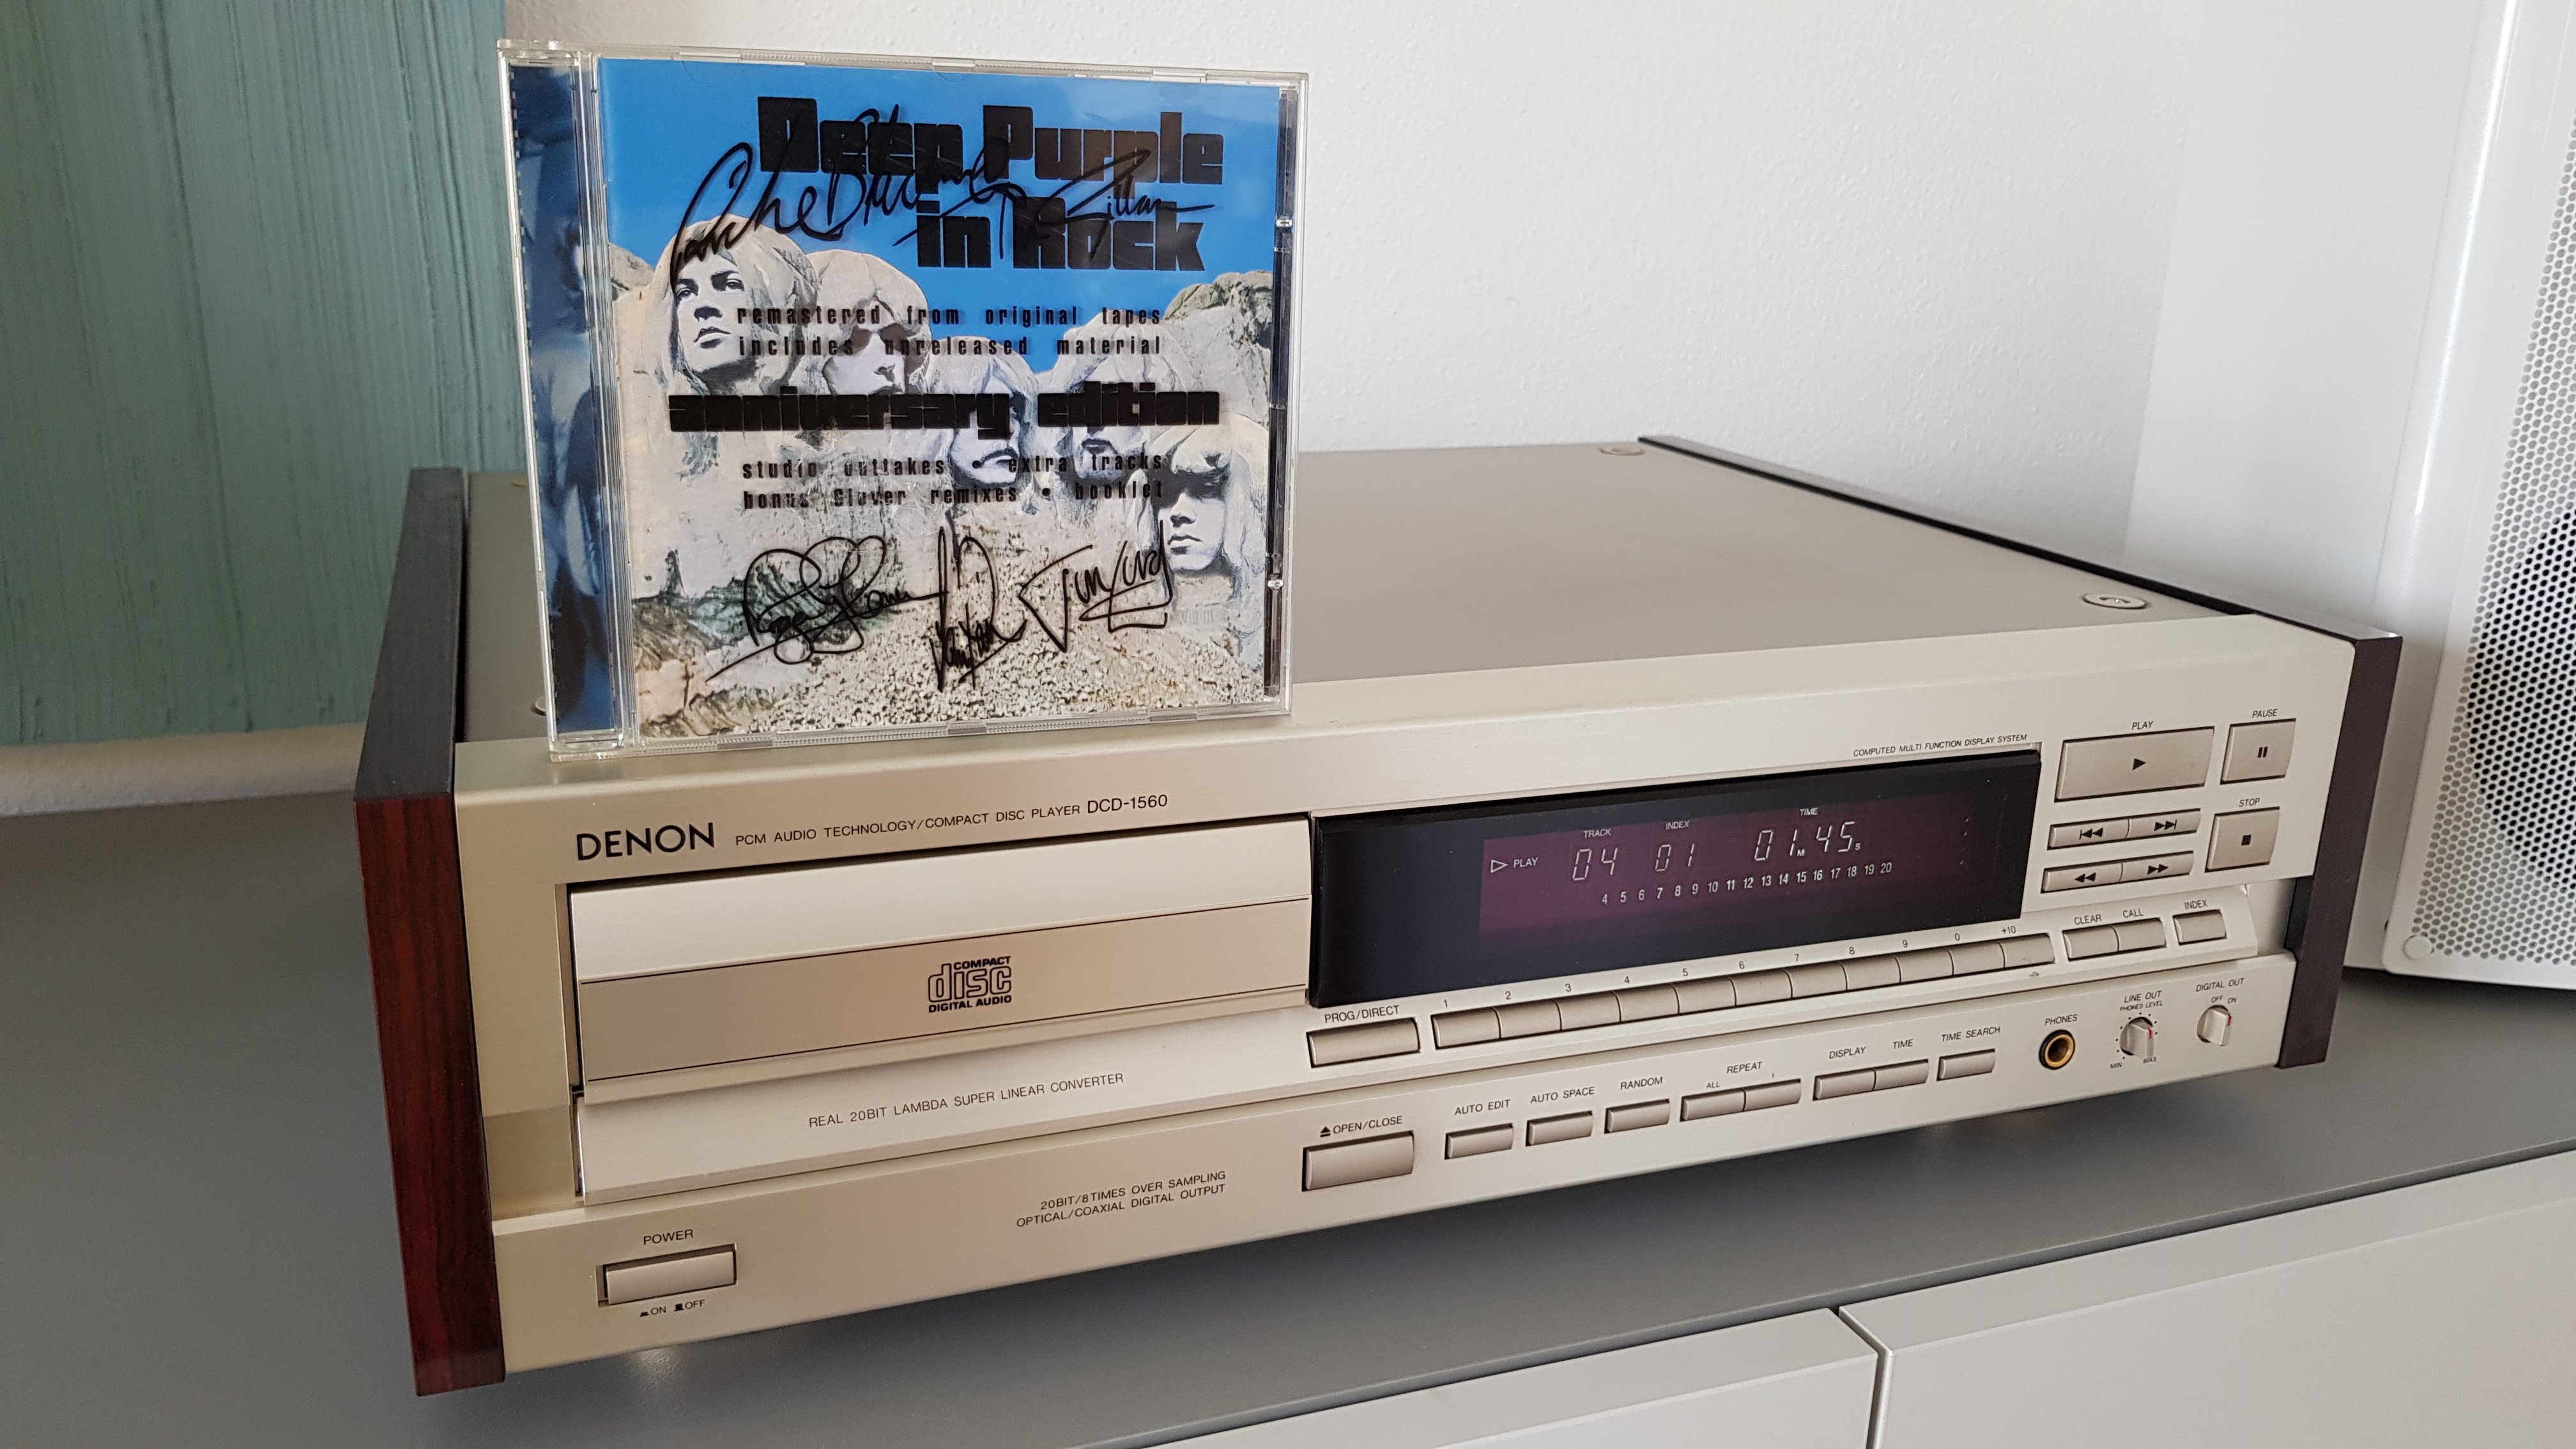 Deep Purple
in Rock
remastered from original tapes
includes unreleased material
anniversary edition
studio outtakes • extra tracks
bonus Glover remixes • booklet
DENON PCM AUDIO TECHNOLOGY/COMPACT DISC PLAYER DCD-1560
COMPACT
disc
DIGITAL AUDIO
REAL 20BIT LAMBDA SUPER LINEAR CONVERTER
20BIT/8TIMES OVER SAMPLING
OPTICAL/COAXIAL DIGITAL OUTPUT
POWER
ON OFF
COMPUTED MULTI FUNCTION DISPLAY SYSTEM
TRACK INDEX TIME
PLAY 04 01 01M 45S
4 5 6 7 8 9 10 11 12 13 14 15 16 17 18 19 20
PLAY PAUSE
STOP
CLEAR CALL INDEX
PROG/DIRECT 1 2 3 4 5 6 7 8 9 0 +10
OPEN/CLOSE
AUTO EDIT AUTO SPACE RANDOM
REPEAT
ALL 1
DISPLAY TIME TIME SEARCH
PHONES
LINE OUT
PHONES LEVEL
MIN MAX
DIGITAL OUT
OFF ON